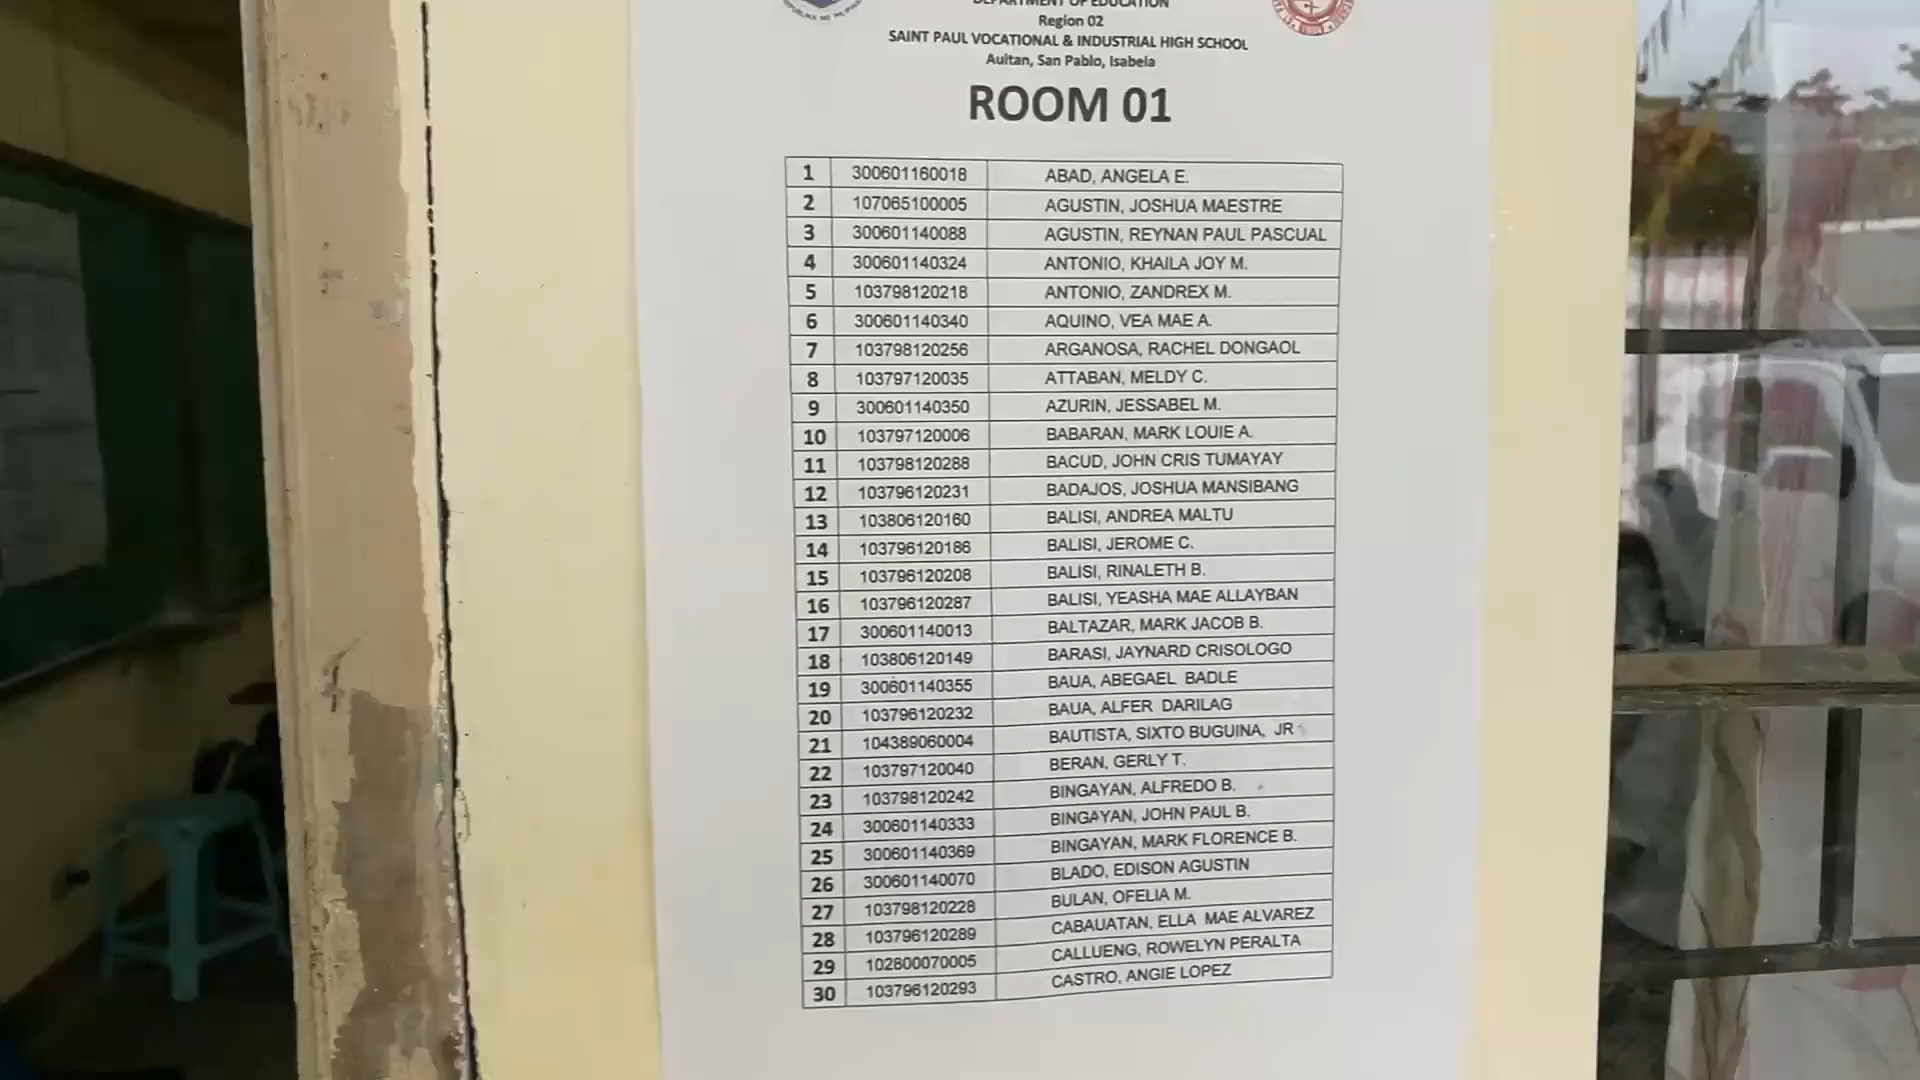 DEPARTMENT OF EDUCATION
Region 02
SAINT PAUL VOCATIONAL & INDUSTRIAL HIGH SCHOOL
Auitan, San Pablo, Isabela
ROOM 01
1 300601160018 ABAD, ANGELA E.
2 107065100005 AGUSTIN, JOSHUA MAESTRE
3 300601140088 AGUSTIN, REYNAN PAUL PASCUAL
4 300601140324 ANTONIO, KHAILA JOY M.
5 103798120218 ANTONIO, ZANDREX M.
6 300601140340 AQUINO, VEA MAE A.
7 103798120256 ARGANOSA, RACHEL DONGAOL
8 103797120035 ATTABAN, MELDY C.
9 300601140350 AZURIN, JESSABEL M.
10 103797120006 BABARAN, MARK LOUIE A.
11 103798120288 BACUD, JOHN CRIS TUMAYAY
12 103796120231 BADAJOS, JOSHUA MANSIBANG
13 103806120160 BALISI, ANDREA MALTU
14 103796120186 BALISI, JEROME C.
15 103796120208 BALISI, RINALETH B.
16 103796120287 BALISI, YEASHA MAE ALLAYBAN
17 300601140013 BALTAZAR, MARK JACOB B.
18 103806120149 BARASI, JAYNARD CRISOLOGO
19 300601140355 BAUA, ABEGAEL BADLE
20 103796120232 BAUA, ALFER DARILAG
21 104389060004 BAUTISTA, SIXTO BUGUINA, JR
22 103797120040 BERAN, GERLY T.
23 103798120242 BINGAYAN, ALFREDO B.
24 300601140333 BINGAYAN, JOHN PAUL B.
25 300601140369 BINGAYAN, MARK FLORENCE B.
26 300601140070 BLADO, EDISON AGUSTIN
27 103798120228 BULAN, OFELIA M.
28 103796120289 CABAUATAN, ELLA MAE ALVAREZ
29 102800070005 CALLUENG, ROWELYN PERALTA
30 103796120293 CASTRO, ANGIE LOPEZ